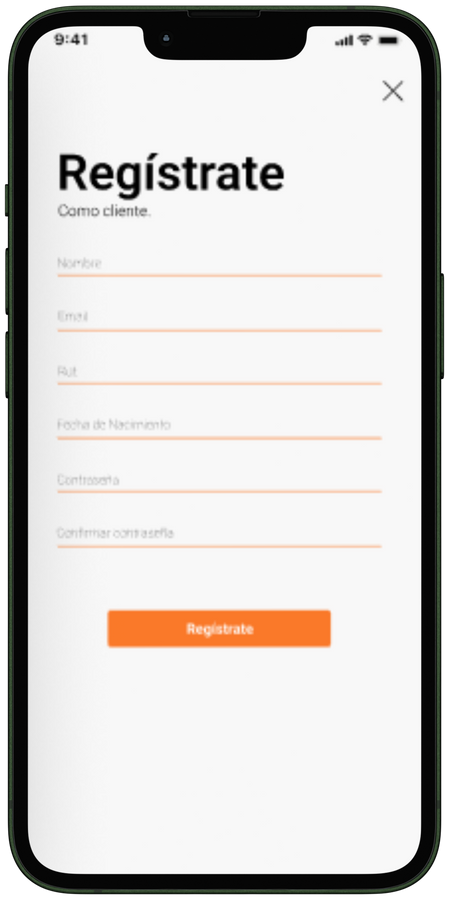 9:41
Regístrate
Como cliente.
Nombre
Email
Rut
Fecha de Nacimiento
Contraseña
Confirmar contraseña
Regístrate